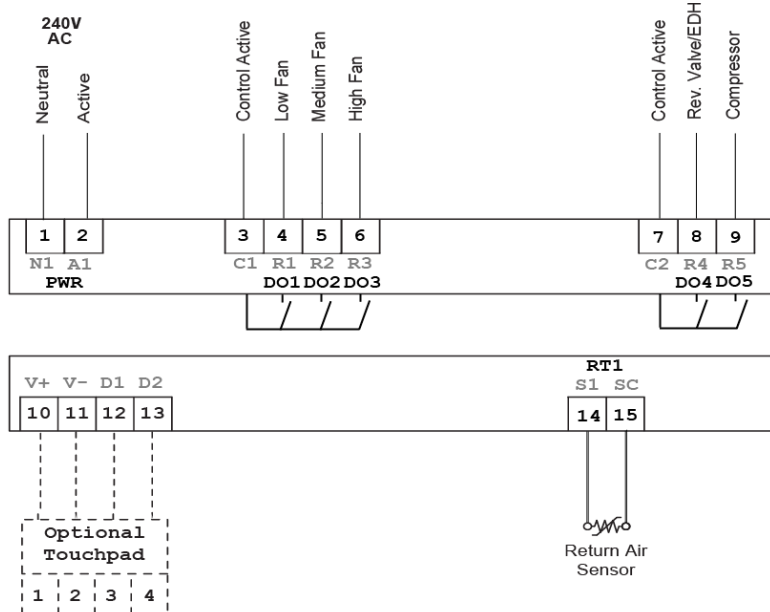 240V
AC
Neutral
Active
Control Active
Low Fan
Medium Fan
High Fan
Control Active
Rev. Valve/EDH
Compressor
1 2 3 4 5 6 7 8 9
N1 A1 C1 R1 R2 R3 C2 R4 R5
PWR DO1 DO2 DO3 DO4 DO5
RT1
V+ V- D1 D2 S1 SC
10 11 12 13 14 15
Optional
Touchpad
1 2 3 4
Return Air
Sensor